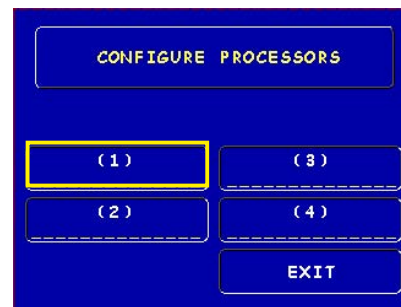 CONFIGURE PROCESSORS
(1)
(3)
(2)
(4)
EXIT